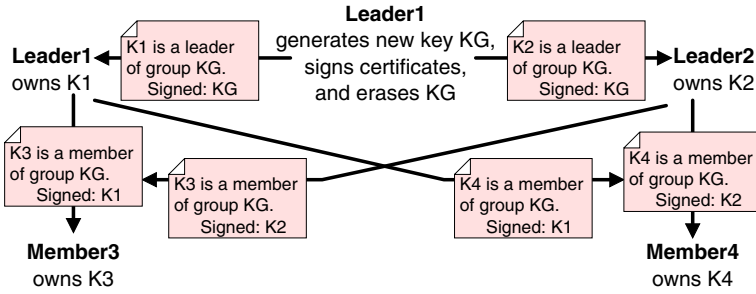 Leader1
generates new key KG,
signs certificates,
and erases KG
Leader1
owns K1
K1 is a leader
of group KG.
Signed: KG
K2 is a leader
of group KG.
Signed: KG
Leader2
owns K2
K3 is a member
of group KG.
Signed: K1
K3 is a member
of group KG.
Signed: K2
K4 is a member
of group KG.
Signed: K1
K4 is a member
of group KG.
Signed: K2
Member3
owns K3
Member4
owns K4